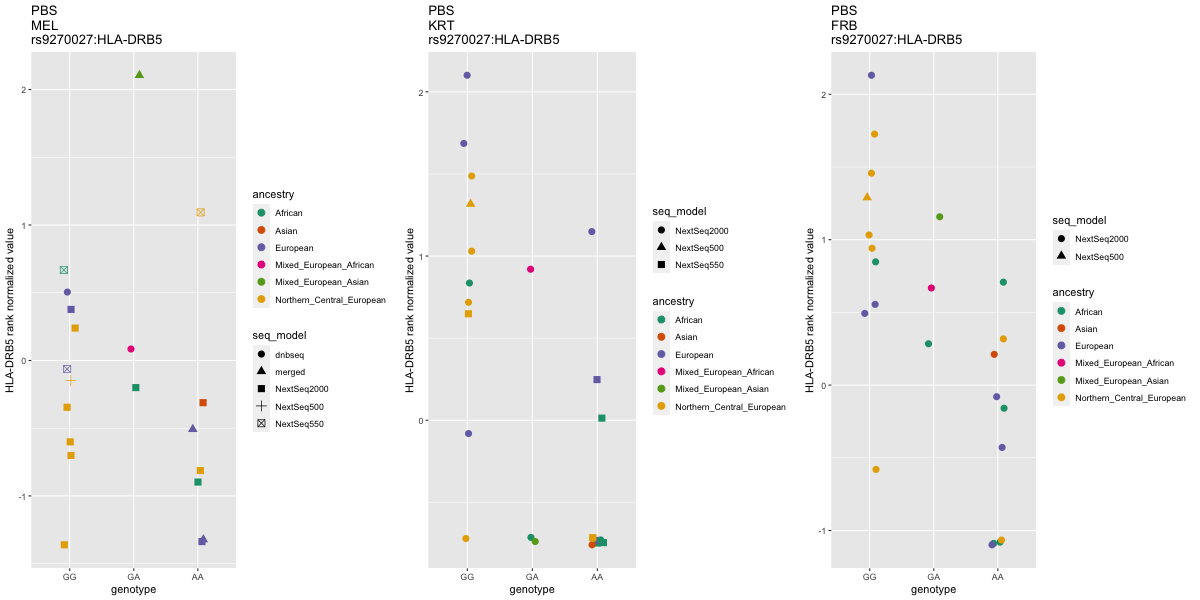 PBS
MEL
rs9270027:HLA-DRB5
HLA-DRB5 rank normalized value
2
1
0
-1
GG
GA
AA
genotype
ancestry
African
Asian
European
Mixed_European_African
Mixed_European_Asian
Northern_Central_European
seq_model
dnbseq
merged
NextSeq2000
NextSeq500
NextSeq550
PBS
KRT
rs9270027:HLA-DRB5
HLA-DRB5 rank normalized value
2
1
0
GG
GA
AA
genotype
seq_model
NextSeq2000
NextSeq500
NextSeq550
ancestry
African
Asian
European
Mixed_European_African
Mixed_European_Asian
Northern_Central_European
PBS
FRB
rs9270027:HLA-DRB5
HLA-DRB5 rank normalized value
2
1
0
-1
GG
GA
AA
genotype
seq_model
NextSeq2000
NextSeq500
ancestry
African
Asian
European
Mixed_European_African
Mixed_European_Asian
Northern_Central_European